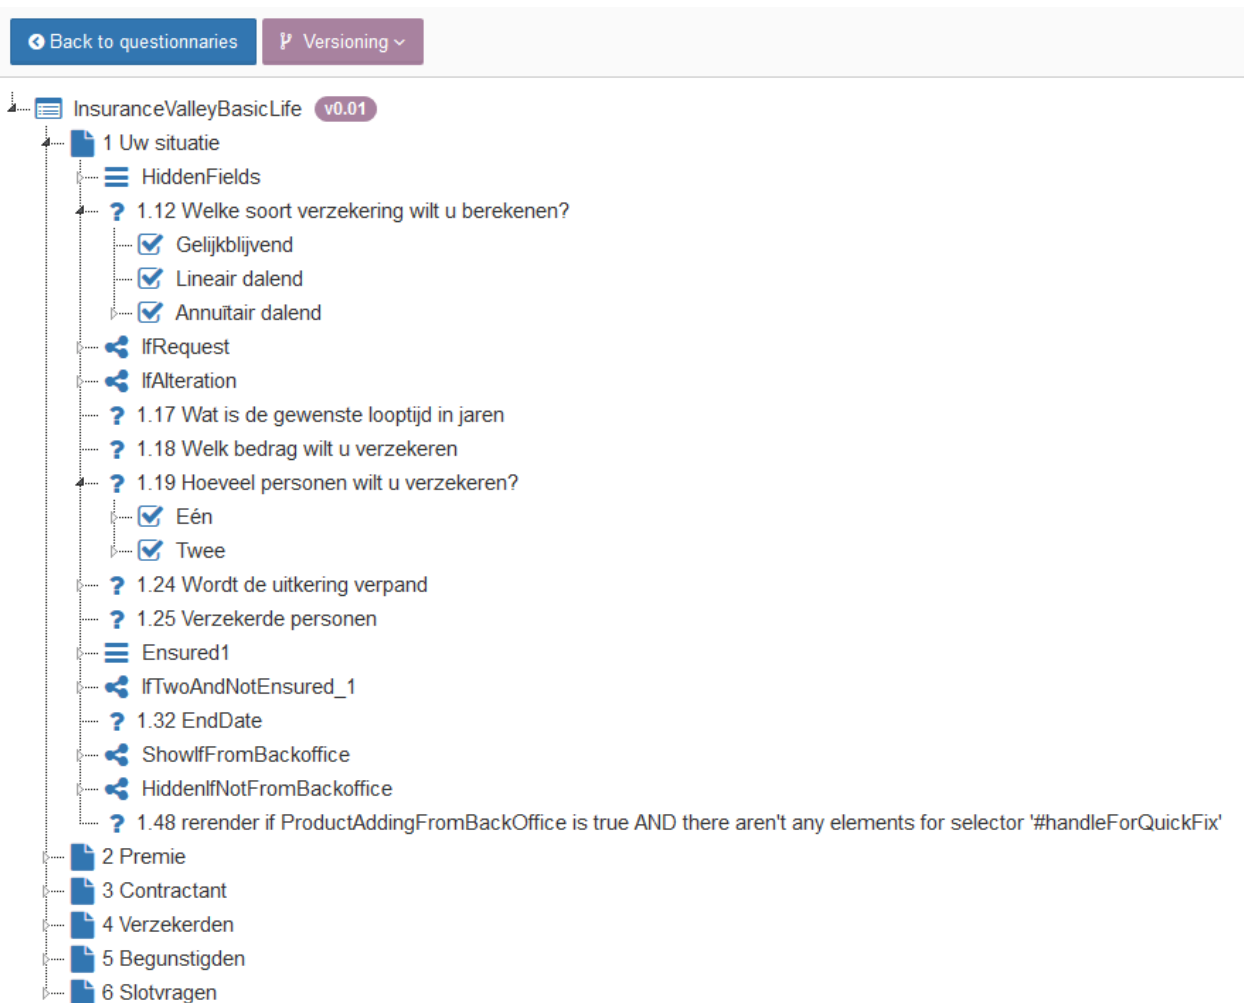 Back to questionnaries Versioning
InsuranceValleyBasicLife v0.01
1 Uw situatie
HiddenFields
1.12 Welke soort verzekering wilt u berekenen?
Gelijkblijvend
Lineair dalend
Annuïtair dalend
IfRequest
IfAlteration
1.17 Wat is de gewenste looptijd in jaren
1.18 Welk bedrag wilt u verzekeren
1.19 Hoeveel personen wilt u verzekeren?
Eén
Twee
1.24 Wordt de uitkering verpand
1.25 Verzekerde personen
Ensured1
IfTwoAndNotEnsured_1
1.32 EndDate
ShowIfFromBackoffice
HiddenIfNotFromBackoffice
1.48 rerender if ProductAddingFromBackOffice is true AND there aren't any elements for selector '#handleForQuickFix'
2 Premie
3 Contractant
4 Verzekerden
5 Begunstigden
6 Slotvragen